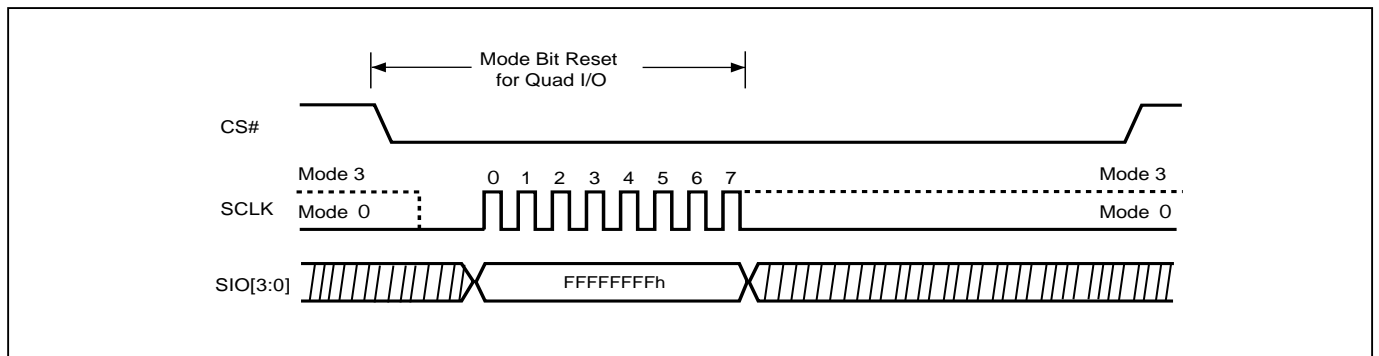 Mode Bit Reset
for Quad I/O
CS#
Mode 3
0 1 2 3 4 5 6 7
Mode 3
SCLK
Mode 0
Mode 0
SIO[3:0]
FFFFFFFFh